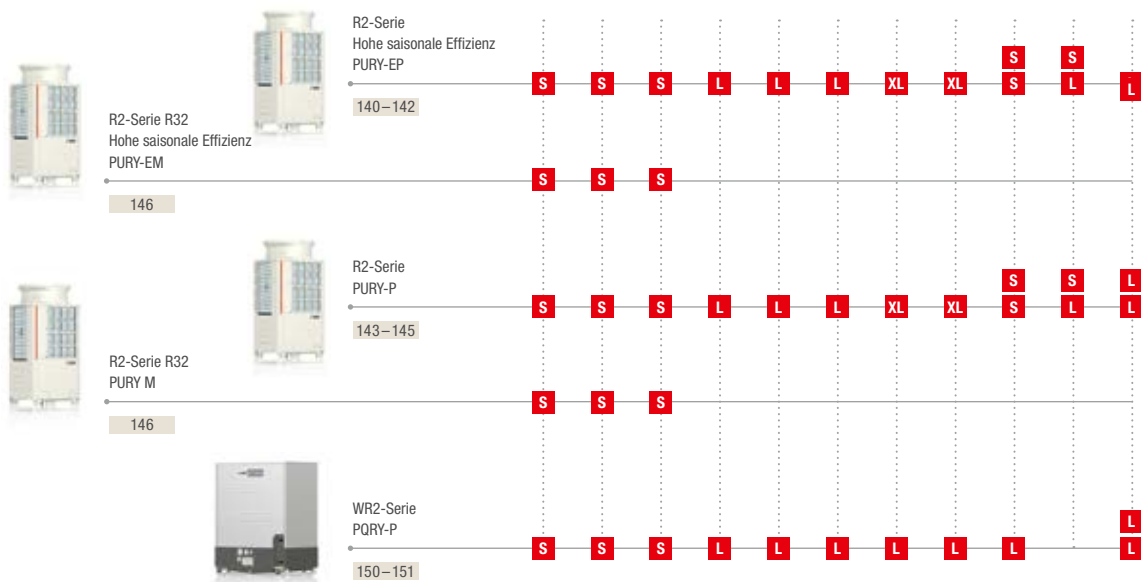 R2-Serie
Hohe saisonale Effizienz
PURY-EP
S S
S S S L L L XL XL S L L
140–142
R2-Serie R32
Hohe saisonale Effizienz
PURY-EM
S S S
146
R2-Serie
PURY-P
S S L
S S S L L L XL XL S L L
143–145
R2-Serie R32
PURY M
S S S
146
WR2-Serie
PQRY-P
L
S S S L L L L L L L
150–151